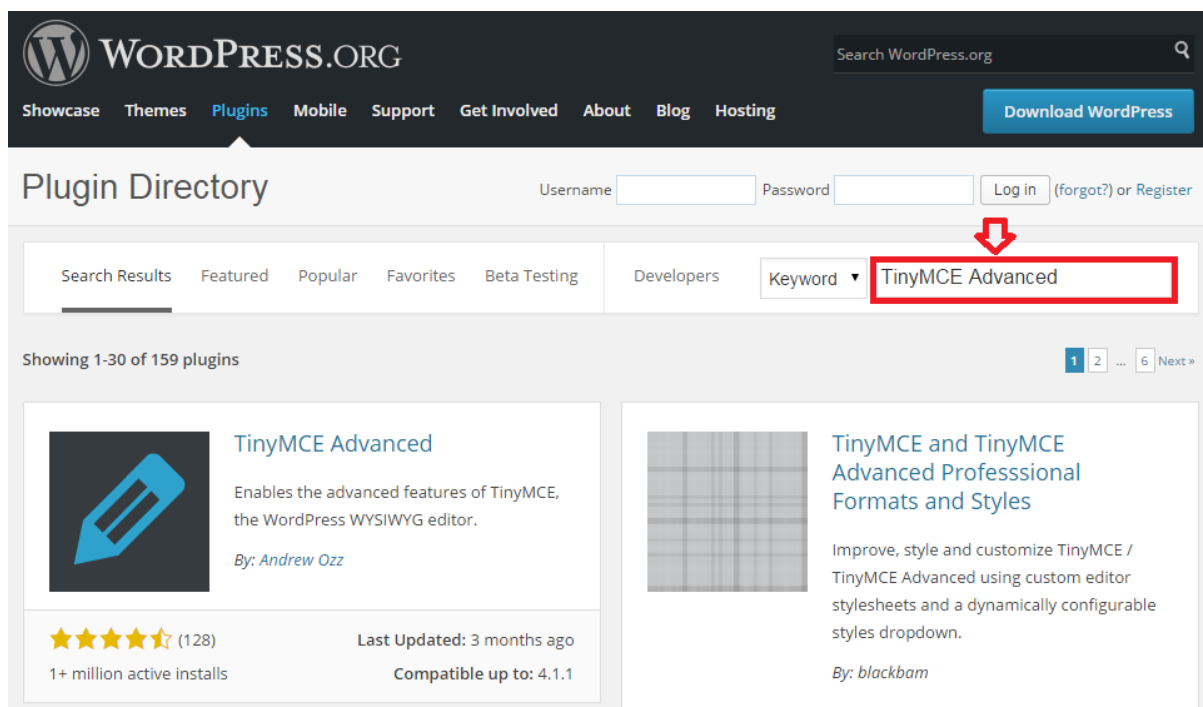 WORDPRESS.ORG
Search WordPress.org
Showcase Themes Plugins Mobile Support Get Involved About Blog Hosting
Download WordPress
Plugin Directory
Username Password Log in (forgot?) or Register
Search Results Featured Popular Favorites Beta Testing Developers Keyword TinyMCE Advanced
Showing 1-30 of 159 plugins
1 2 ... 6 Next »
TinyMCE Advanced
Enables the advanced features of TinyMCE,
the WordPress WYSIWYG editor.
By: Andrew Ozz
(128)
1+ million active installs
Last Updated: 3 months ago
Compatible up to: 4.1.1
TinyMCE and TinyMCE
Advanced Professsional
Formats and Styles
Improve, style and customize TinyMCE /
TinyMCE Advanced using custom editor
stylesheets and a dynamically configurable
styles dropdown.
By: blackbam